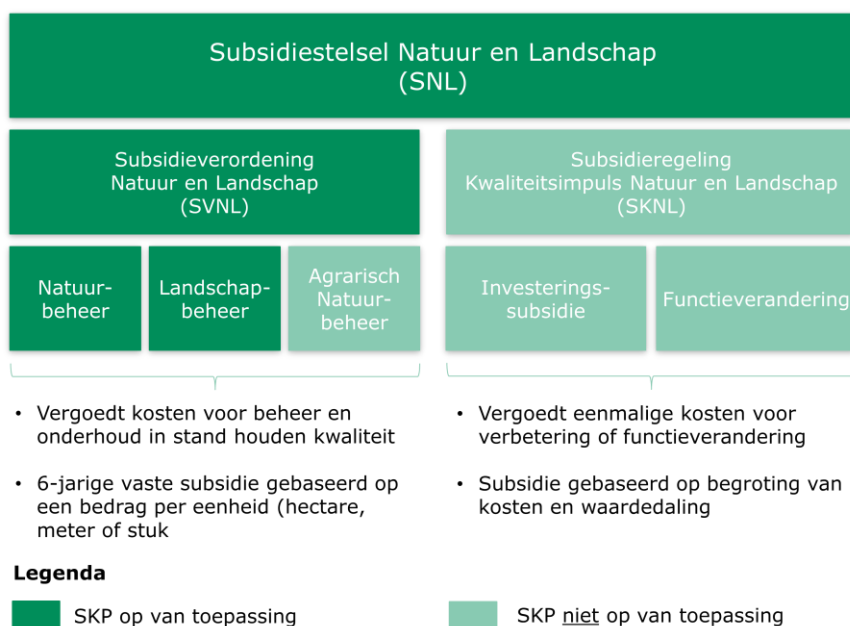 Subsidiestelsel Natuur en Landschap
(SNL)
Subsidieverordening
Natuur en Landschap
(SVNL)
Subsidieregeling
Kwaliteitsimpuls Natuur en Landschap
(SKNL)
Natuur-
beheer
Landschap-
beheer
Agrarisch
Natuur-
beheer
Investerings-
subsidie
Functieverandering
• Vergoedt kosten voor beheer en
onderhoud in stand houden kwaliteit
• 6-jarige vaste subsidie gebaseerd op
een bedrag per eenheid (hectare,
meter of stuk
• Vergoedt eenmalige kosten voor
verbetering of functieverandering
• Subsidie gebaseerd op begroting van
kosten en waardedaling
Legenda
SKP op van toepassing
SKP niet op van toepassing